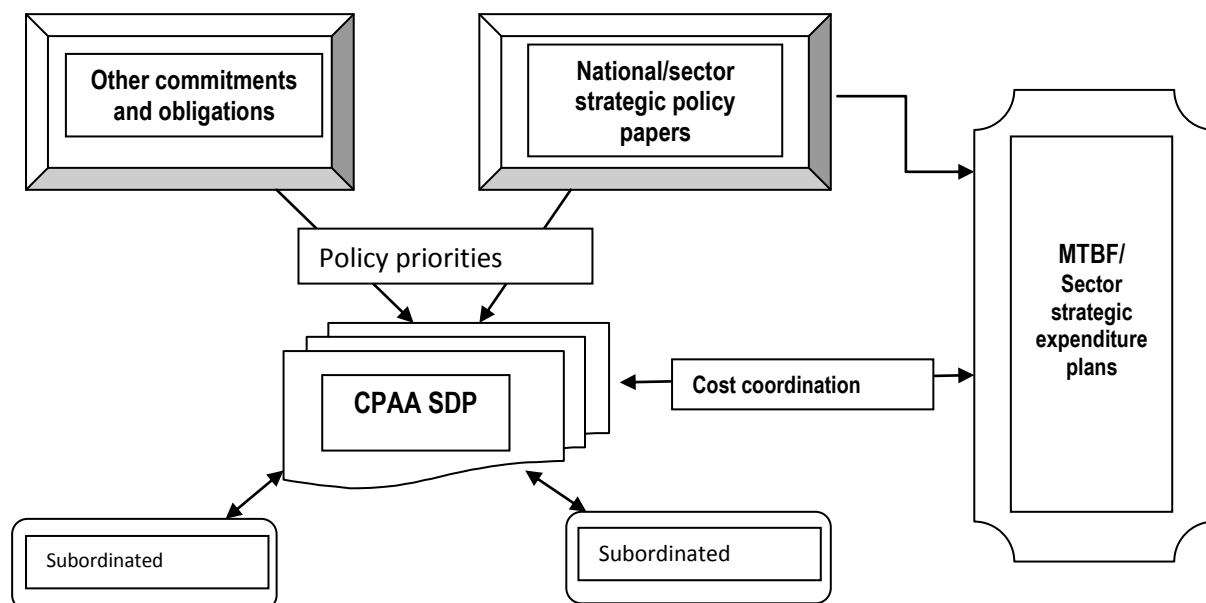 Other commitments
and obligations
National/sector
strategic policy
papers
Policy priorities
MTBF/
Sector
strategic
expenditure
plans
CPAA SDP
Cost coordination
Subordinated
Subordinated